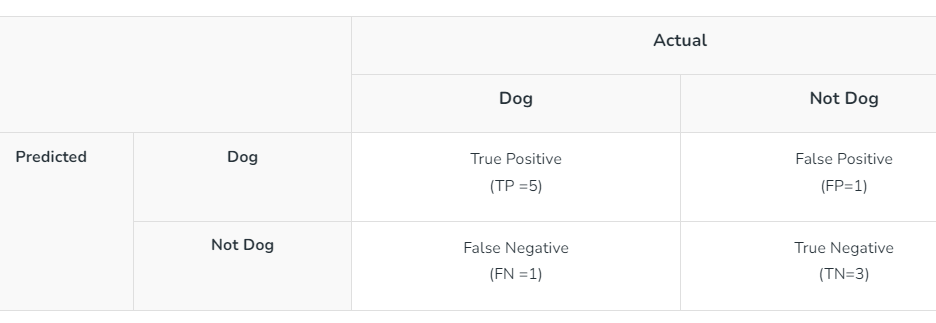 Actual
Dog
Not Dog
Predicted
Dog
True Positive
(TP =5)
False Positive
(FP=1)
Not Dog
False Negative
(FN =1)
True Negative
(TN=3)